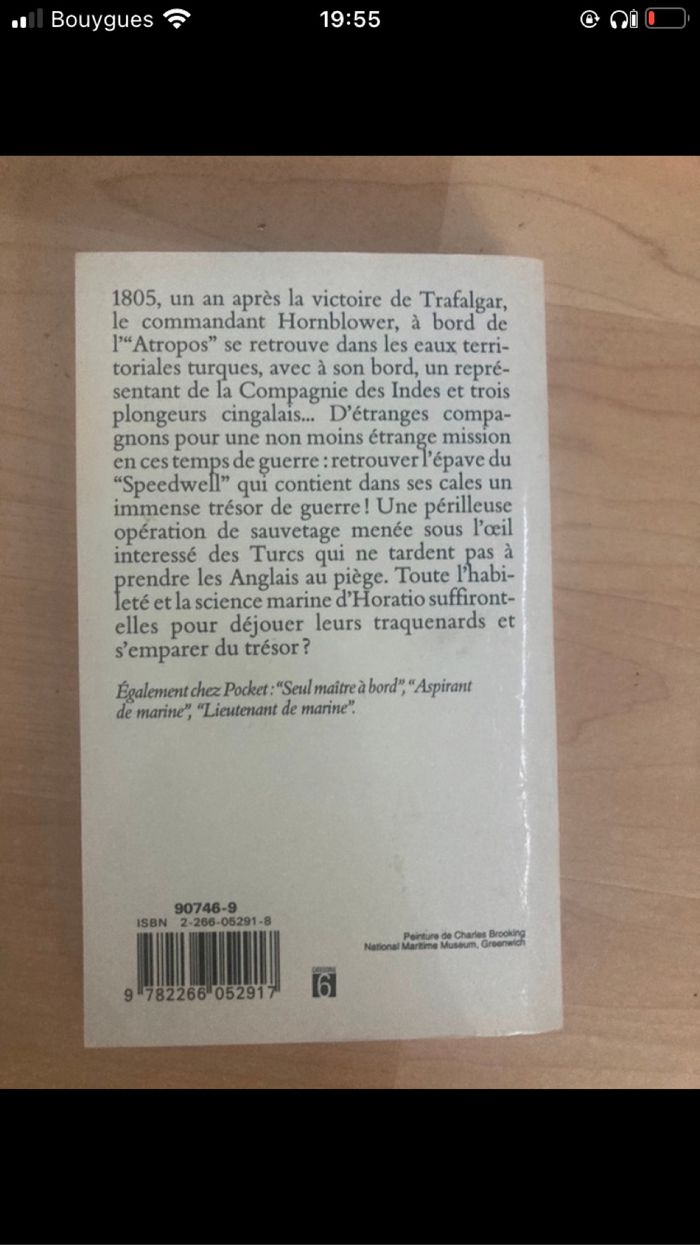 Bouygues
19:55
1805, un an après la victoire de Trafalgar,
le commandant Hornblower, à bord de
l'“Atropos” se retrouve dans les eaux terri-
toriales turques, avec à son bord, un repré-
sentant de la Compagnie des Indes et trois
plongeurs cingalais... D'étranges compa-
gnons pour une non moins étrange mission
en ces temps de guerre : retrouver l'épave du
“Speedwell” qui contient dans ses cales un
immense trésor de guerre ! Une périlleuse
opération de sauvetage menée sous l'œil
interessé des Turcs qui ne tardent pas à
prendre les Anglais au piège. Toute l'habi-
leté et la science marine d'Horatio suffiront-
elles pour déjouer leurs traquenards et
s'emparer du trésor ?
Également chez Pocket : “Seul maître à bord”, “Aspirant
de marine”, “Lieutenant de marine”.
90746-9
ISBN 2-266-05291-8
Peinture de Charles Brooking
National Maritime Museum, Greenwich
9 782266 052917
6